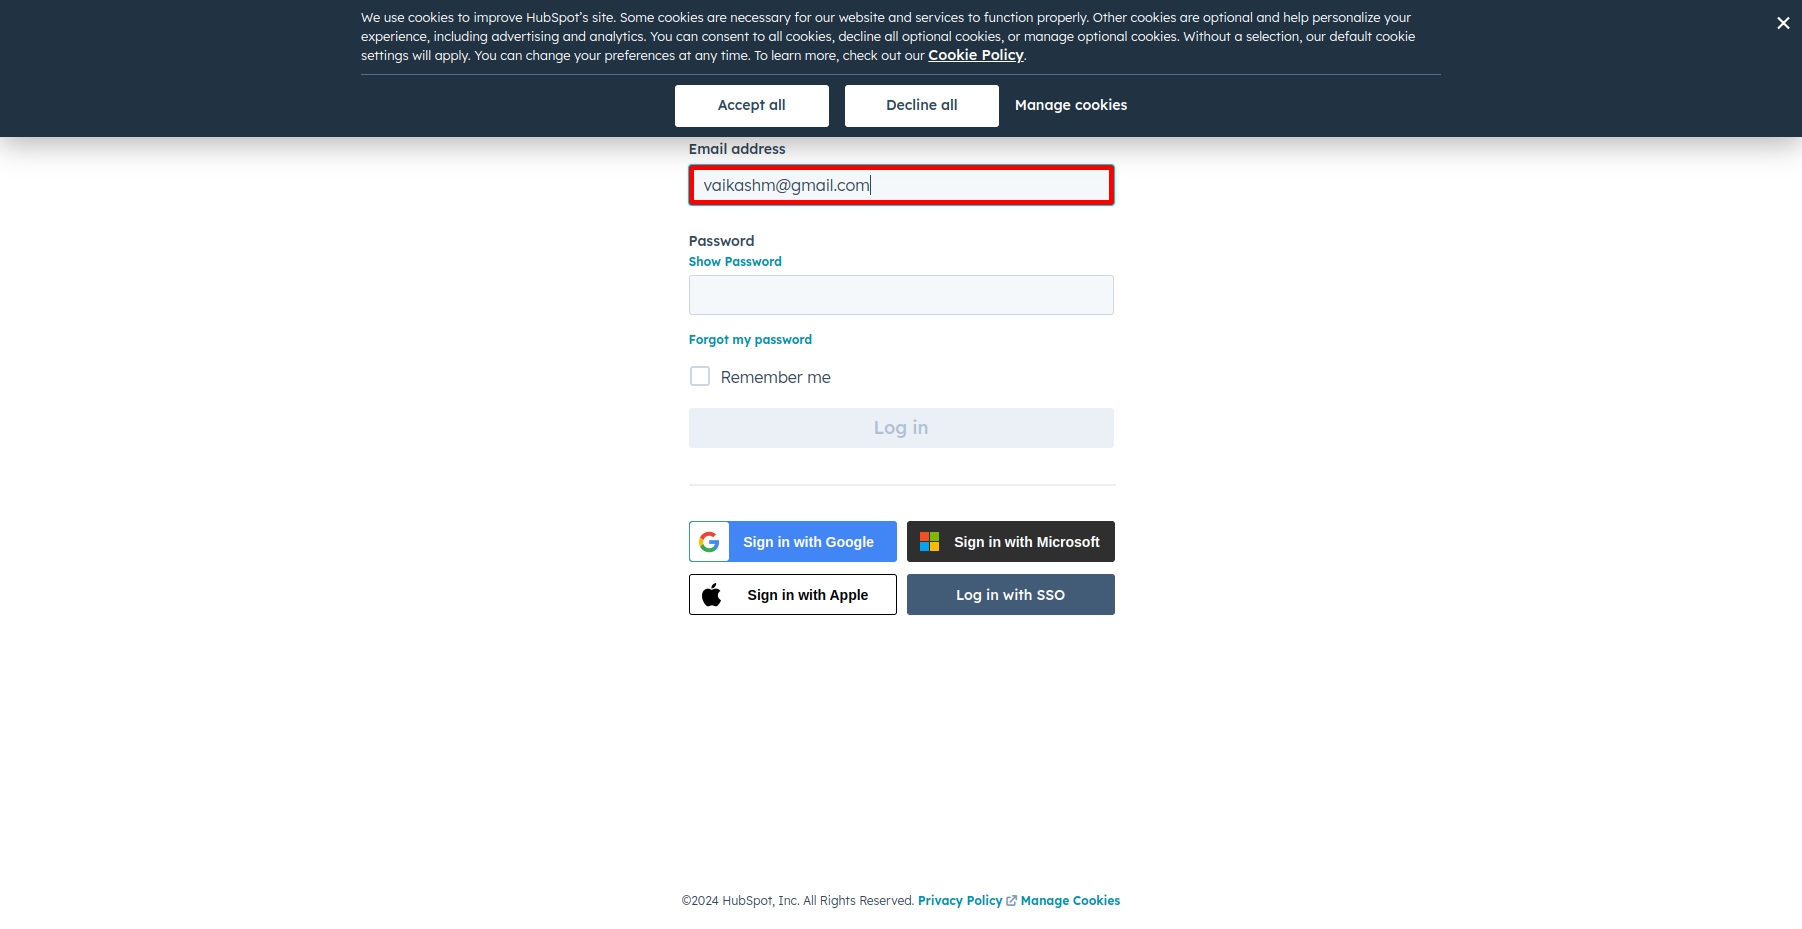 We use cookies to improve HubSpot's site. Some cookies are necessary for our website and services to function properly. Other cookies are optional and help personalize your
experience, including advertising and analytics. You can consent to all cookies, decline all optional cookies, or manage optional cookies. Without a selection, our default cookie
settings will apply. You can change your preferences at any time. To learn more, check out our Cookie Policy.
Accept all
Decline all
Manage cookies
Email address
vaikashm@gmail.com
Password
Show Password
Forgot my password
Remember me
Log in
Sign in with Google
Sign in with Microsoft
Sign in with Apple
Log in with SSO
©2024 HubSpot, Inc. All Rights Reserved. Privacy Policy Manage Cookies